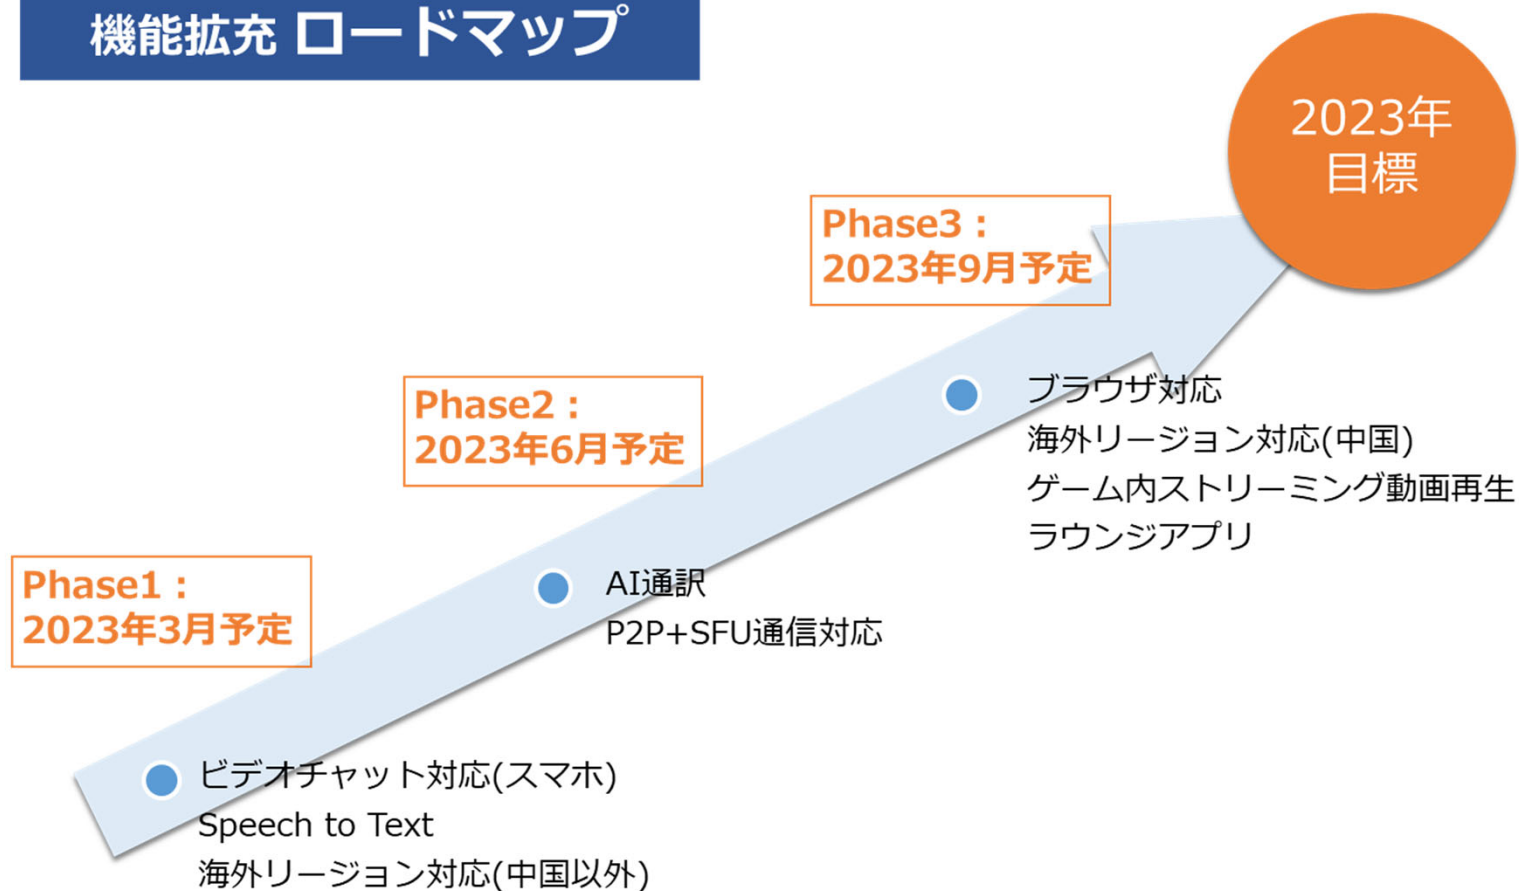 機能拡充 ロードマップ
2023年
目標
Phase3：
2023年9月予定
ブラウザ対応
海外リージョン対応(中国)
ゲーム内ストリーミング動画再生
ラウンジアプリ
Phase2：
2023年6月予定
AI通訳
P2P+SFU通信対応
Phase1：
2023年3月予定
ビデオチャット対応(スマホ)
Speech to Text
海外リージョン対応(中国以外)